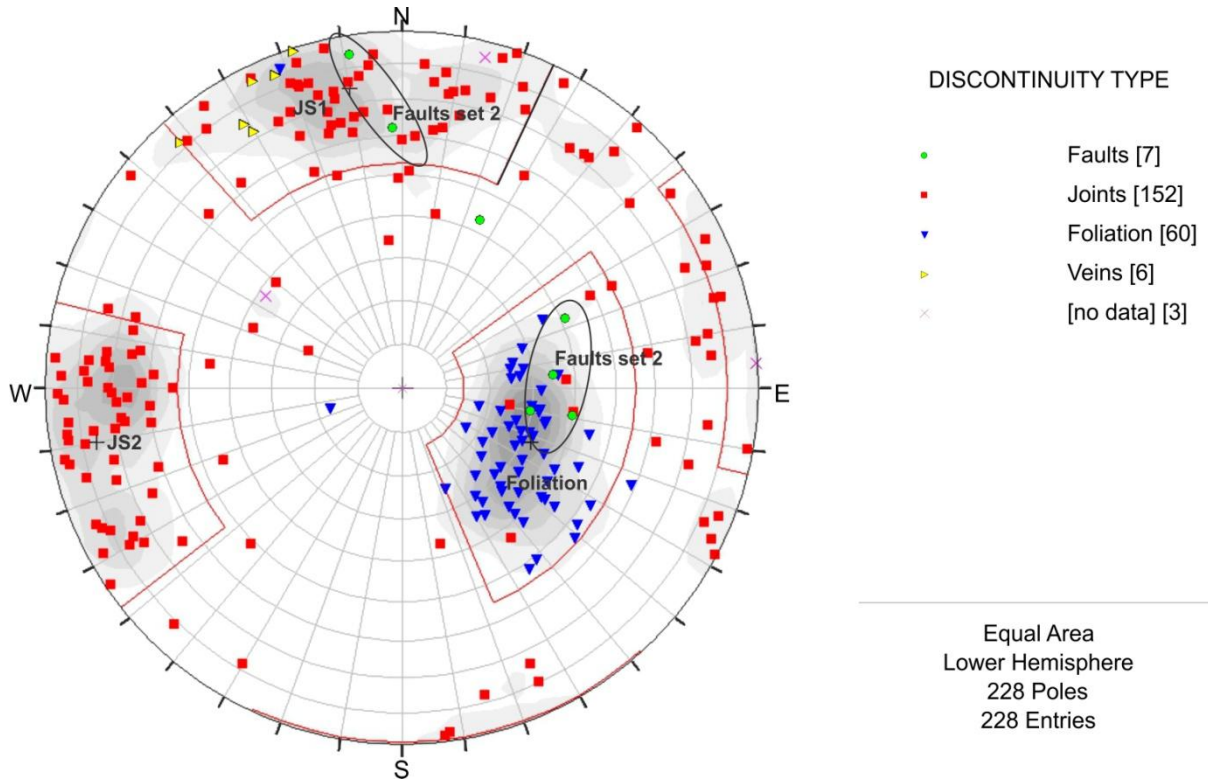 N
JS1
Faults set 2
W
E
Faults set 2
JS2
Foliation
S
DISCONTINUITY TYPE
Faults [7]
Joints [152]
Foliation [60]
Veins [6]
[no data] [3]
Equal Area
Lower Hemisphere
228 Poles
228 Entries